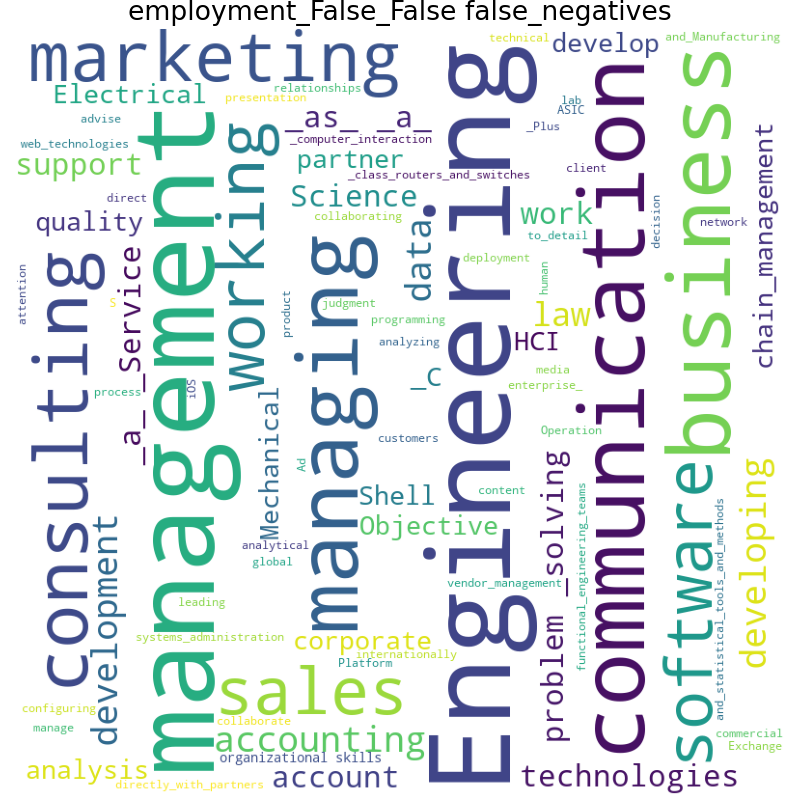 employment_False_False false_negatives
marketing
technical
develop
and_Manufacturing
relationships
Electrical
presentation
lab
ASIC
advise
_as_ _a_
_Plus
_computer_interaction
web_technologies
support
partner
_class_routers_and_switches
client
Science
direct
quality
collaborating
work
network
to_detail
decision
chain_management
management
Working
data
Engineering
communication
business
consulting
_a_ _Service
managing
deployment
human
attention
$
product
judgment
programming
law
analyzing
HCI
_C
media
enterprise_
process
iOS
Mechanical
customers
Operation
Ad
Shell
content
Objective
problem _solving
software
developing
development
analytical
global
vendor_management
functional_engineering_teams
and_statistical_tools_and_methods
leading
systems_administration
corporate
internationally
Platform
sales
configuring
collaborate
manage
accounting
commercial
Exchange
organizational skills
analysis
account
technologies
directly_with_partners